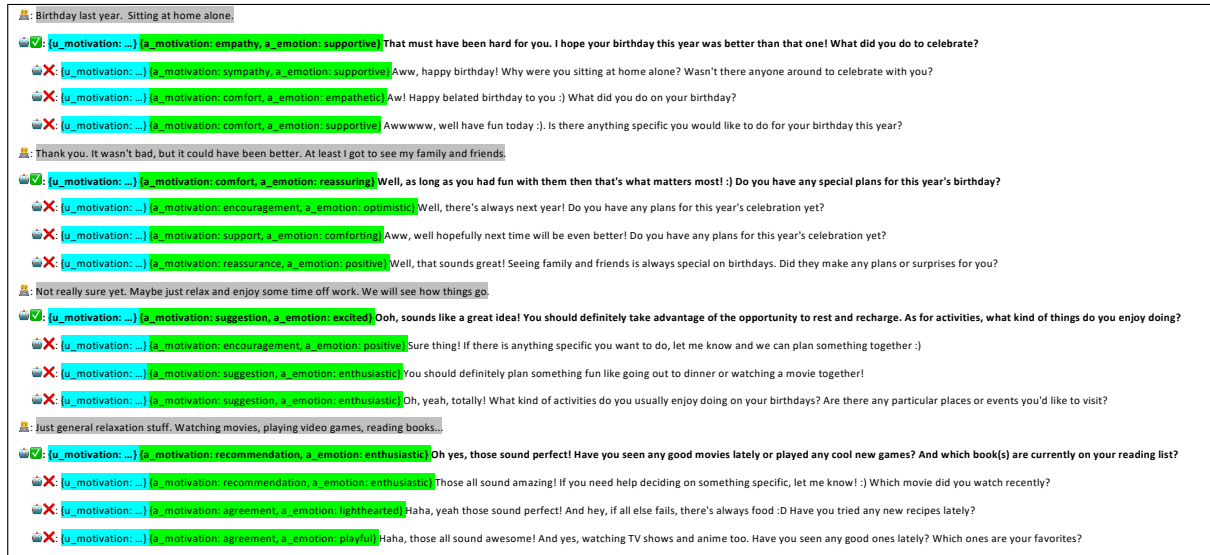 : Birthday last year.  Sitting at home alone.
: {u_motivation: …} {a_motivation: empathy, a_emotion: supportive} That must have been hard for you. I hope your birthday this year was better than that one! What did you do to celebrate?
: {u_motivation: …} {a_motivation: sympathy, a_emotion: supportive} Aww, happy birthday! Why were you sitting at home alone? Wasn't there anyone around to celebrate with you?
: {u_motivation: …} {a_motivation: comfort, a_emotion: empathetic} Aw! Happy belated birthday to you :) What did you do on your birthday?
: {u_motivation: …} {a_motivation: comfort, a_emotion: supportive} Awwwww, well have fun today :). Is there anything specific you would like to do for your birthday this year?
: Thank you. It wasn't bad, but it could have been better. At least I got to see my family and friends.
: {u_motivation: …} {a_motivation: comfort, a_emotion: reassuring} Well, as long as you had fun with them then that's what matters most! :) Do you have any special plans for this year's birthday?
: {u_motivation: …} {a_motivation: encouragement, a_emotion: optimistic} Well, there's always next year! Do you have any plans for this year's celebration yet?
: {u_motivation: …} {a_motivation: support, a_emotion: comforting} Aww, well hopefully next time will be even better! Do you have any plans for this year's celebration yet?
: {u_motivation: …} {a_motivation: reassurance, a_emotion: positive} Well, that sounds great! Seeing family and friends is always special on birthdays. Did they make any plans or surprises for you?
: Not really sure yet. Maybe just relax and enjoy some time off work. We will see how things go.
: {u_motivation: …} {a_motivation: suggestion, a_emotion: excited} Ooh, sounds like a great idea! You should definitely take advantage of the opportunity to rest and recharge. As for activities, what kind of things do you enjoy doing?
: {u_motivation: …} {a_motivation: encouragement, a_emotion: positive} Sure thing! If there is anything specific you want to do, let me know and we can plan something together :)
: {u_motivation: …} {a_motivation: suggestion, a_emotion: enthusiastic} You should definitely plan something fun like going out to dinner or watching a movie together!
: {u_motivation: …} {a_motivation: suggestion, a_emotion: enthusiastic} Oh, yeah, totally! What kind of activities do you usually enjoy doing on your birthdays? Are there any particular places or events you'd like to visit?
: Just general relaxation stuff. Watching movies, playing video games, reading books...
: {u_motivation: …} {a_motivation: recommendation, a_emotion: enthusiastic} Oh yes, those sound perfect! Have you seen any good movies lately or played any cool new games? And which book(s) are currently on your reading list?
: {u_motivation: …} {a_motivation: recommendation, a_emotion: enthusiastic} Those all sound amazing! If you need help deciding on something specific, let me know! :) Which movie did you watch recently?
: {u_motivation: …} {a_motivation: agreement, a_emotion: lighthearted} Haha, yeah those sound perfect! And hey, if all else fails, there's always food :D Have you tried any new recipes lately?
: {u_motivation: …} {a_motivation: agreement, a_emotion: playful} Haha, those all sound awesome! And yes, watching TV shows and anime too. Have you seen any good ones lately? Which ones are your favorites?